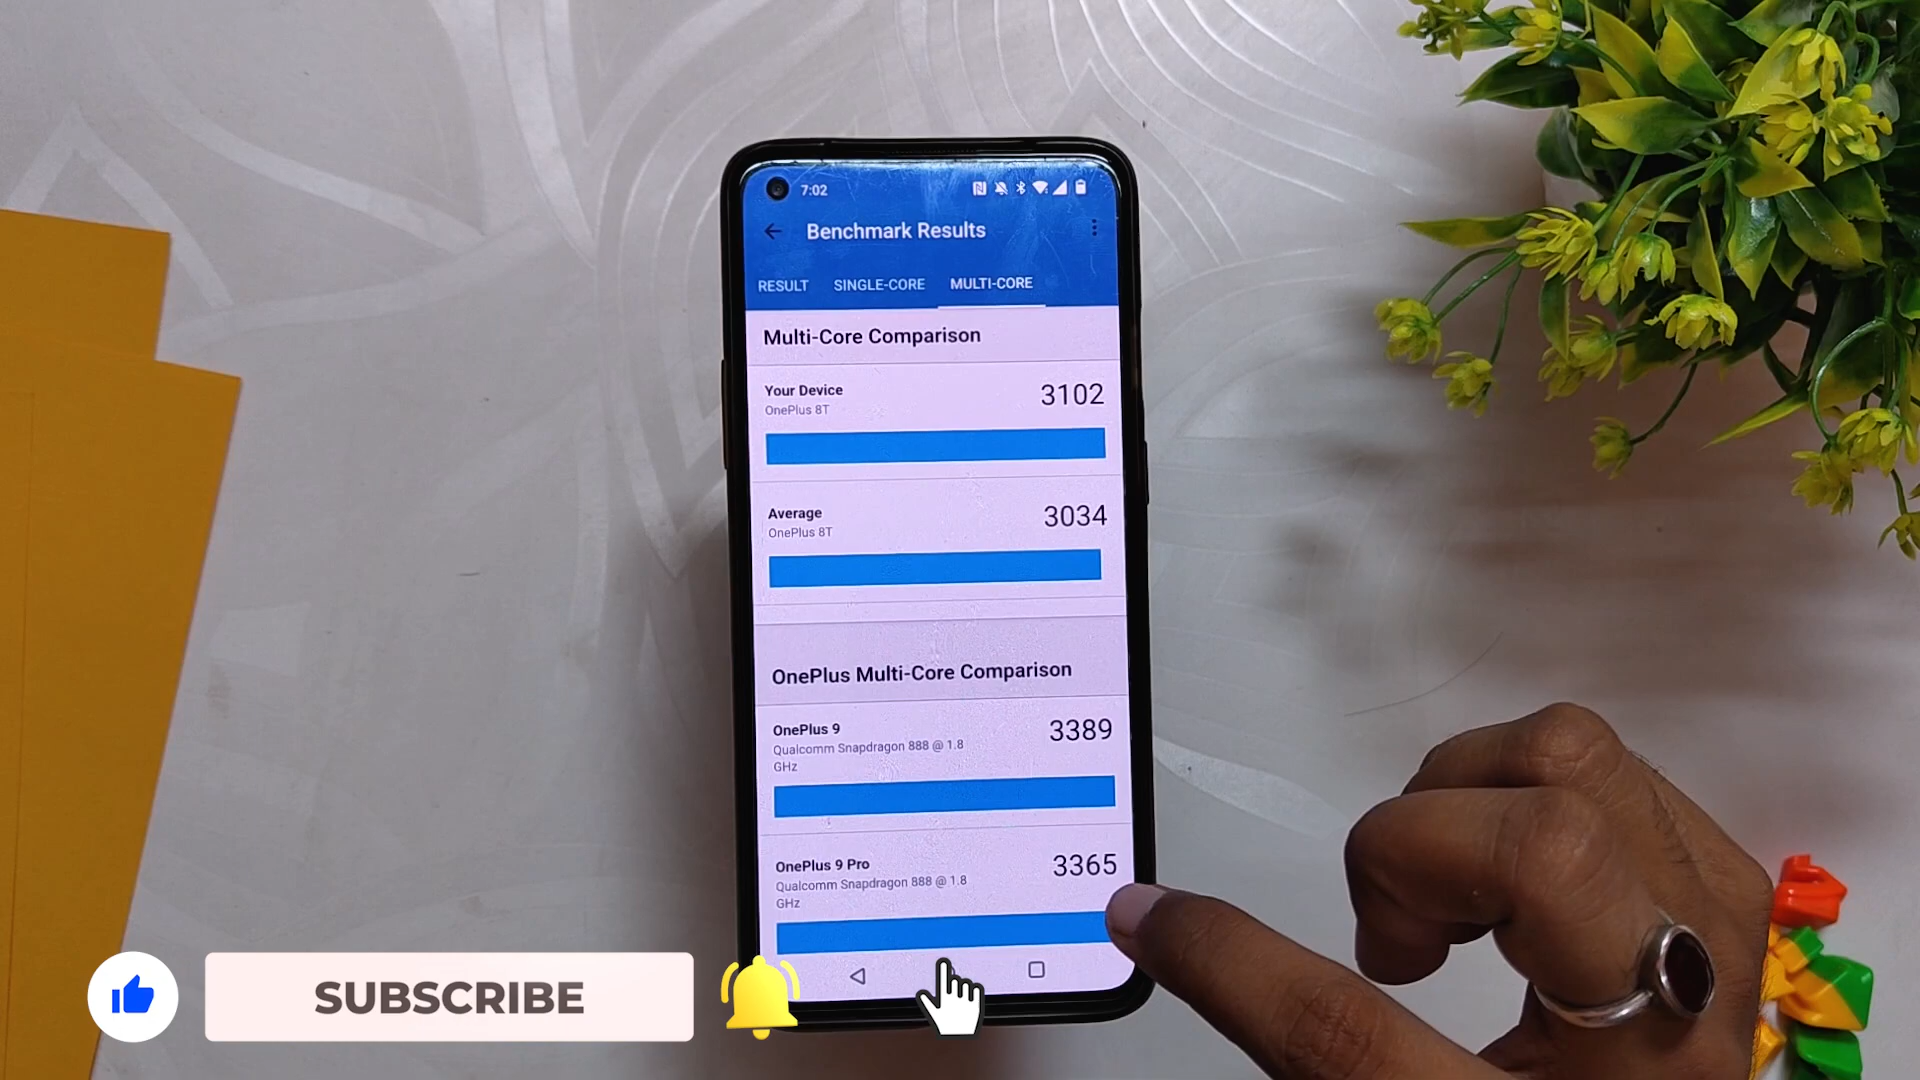 7:02
Benchmark Results
RESULT SINGLE-CORE MULTI-CORE
Multi-Core Comparison
Your Device 3102
OnePlus 8T
Average 3034
OnePlus 8T
OnePlus Multi-Core Comparison
OnePlus 9 3389
Qualcomm Snapdragon 888 @ 1.8
GHz
OnePlus 9 Pro 3365
Qualcomm Snapdragon 888 @ 1.8
GHz
SUBSCRIBE